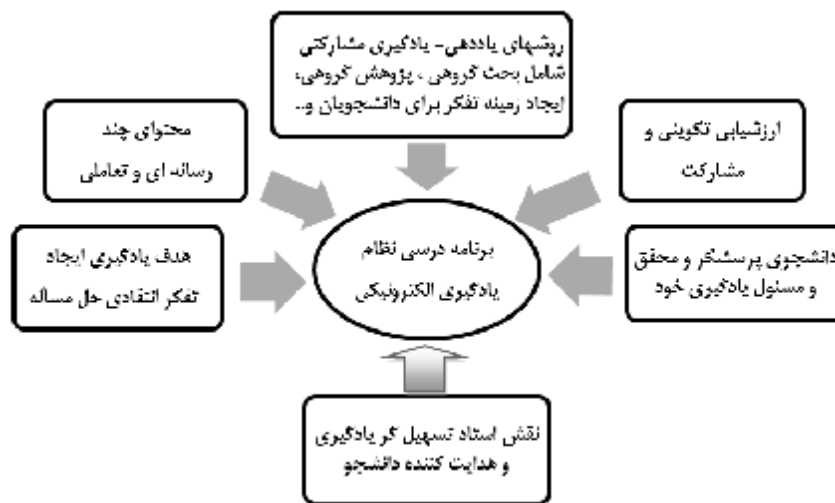 روشهای یاددهی- یادگیری مشارکتی
شامل بحث گروهی ، پژوهش گروهی،
ایجاد زمینه تفکر برای دانشجویان و..
ارزشیابی تکوینی و
مشارکت
محتوای چند
رسانه ای و تعاملی
برنامه درسی نظام
یادگیری الکترونیکی
دانشجوی پرسشگر و محقق
و مسئول یادگیری خود
هدف یادگیری ایجاد
تفکر انتقادی حل مساله
نقش استاد تسهیل گر یادگیری
و هدایت کننده دانشجو